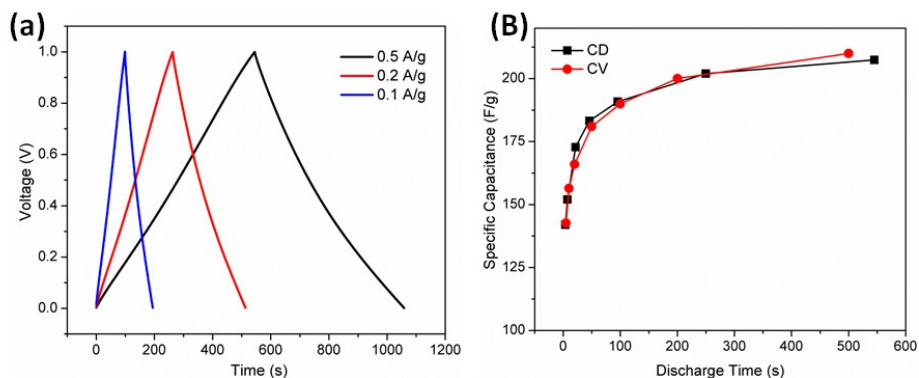 (a)
0.5 A/g
0.2 A/g
0.1 A/g
Voltage (V)
1.0
0.8
0.6
0.4
0.2
0.0
0 200 400 600 800 1000 1200
Time (s)
(B)
CD
CV
Specific Capacitance (F/g)
200
175
150
125
100
0 100 200 300 400 500 600
Discharge Time (s)